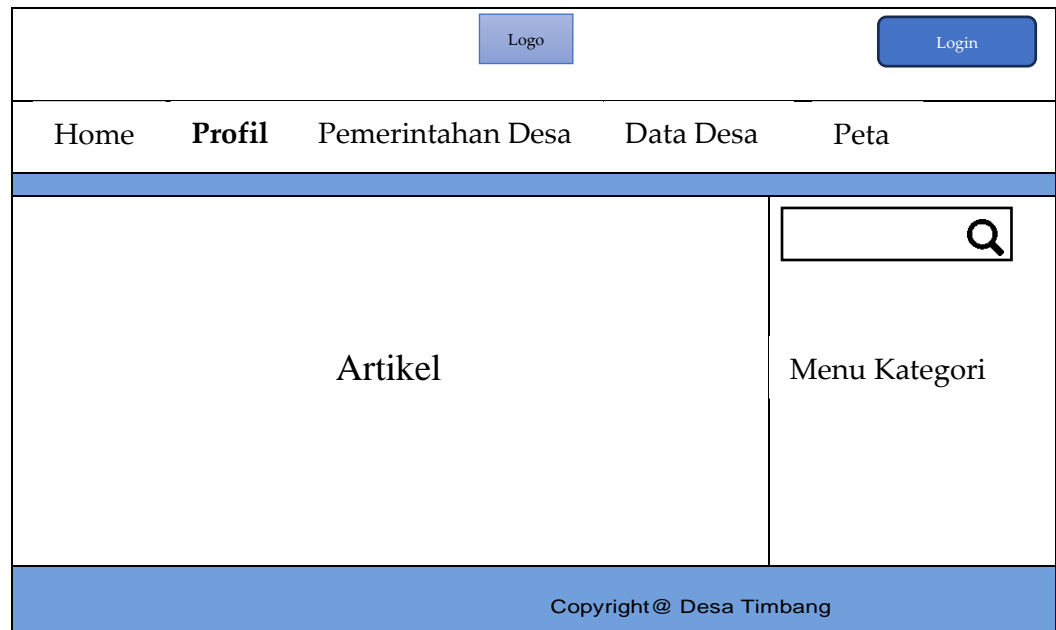 Logo
Login
Home Profil Pemerintahan Desa Data Desa Peta
Artikel
Menu Kategori
Copyright@ Desa Timbang